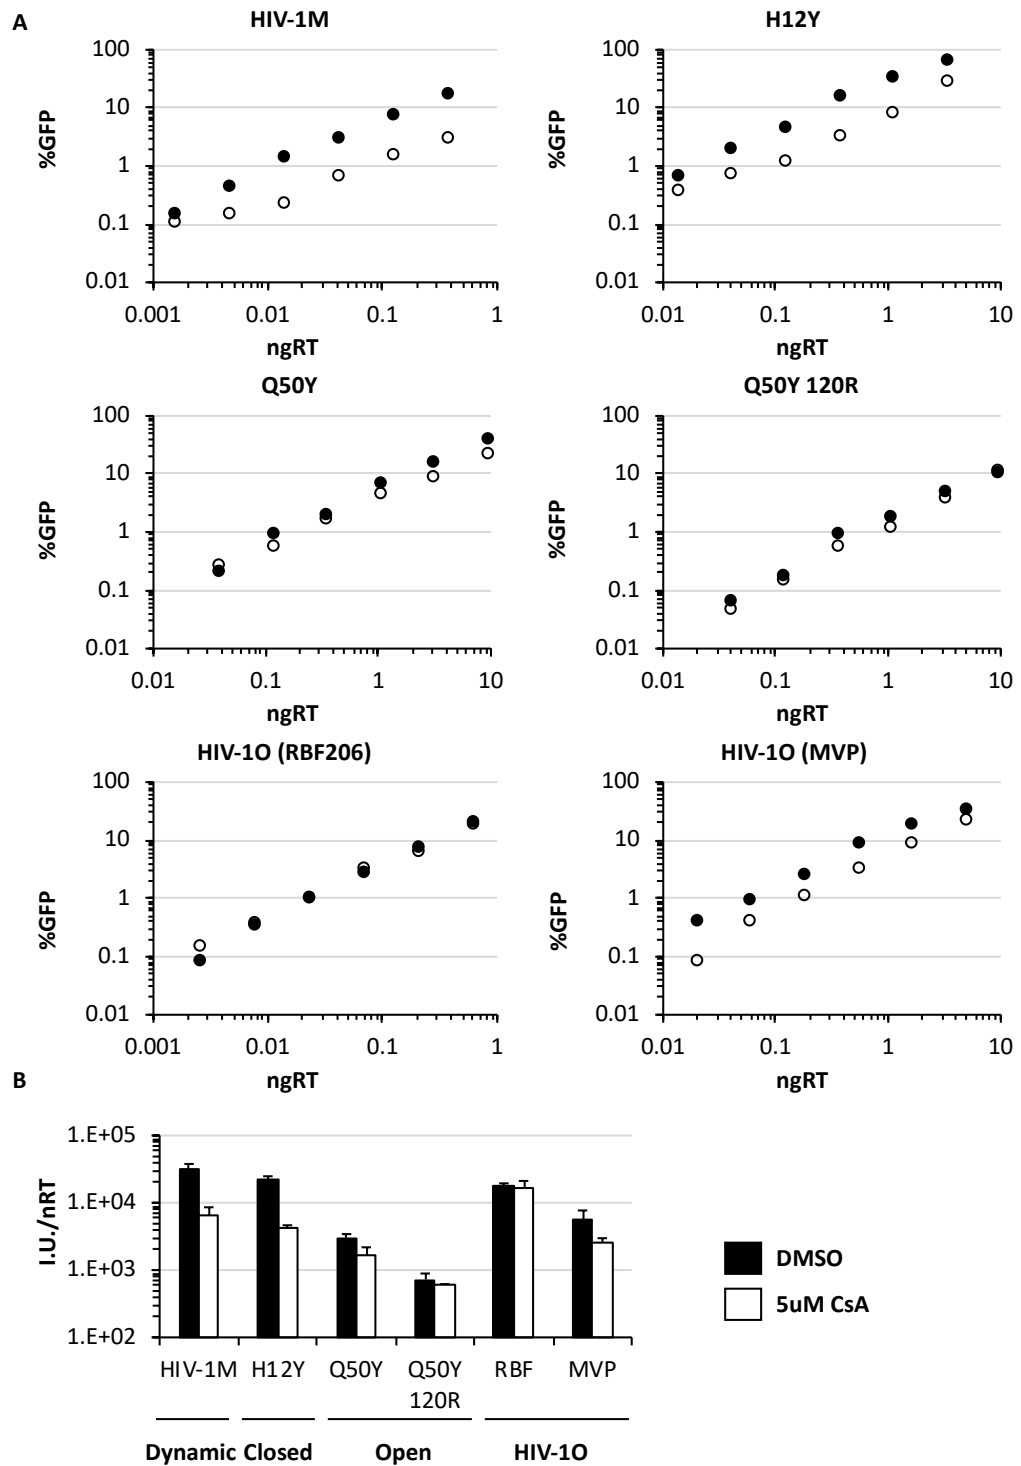 A
HIV-1M
H12Y
100
10
1
0.1
0.01
%GFP
0.001 0.01 0.1 1
ngRT
100
10
1
0.1
0.01
%GFP
0.01 0.1 1 10
ngRT
Q50Y
Q50Y 120R
100
10
1
0.1
0.01
%GFP
0.01 0.1 1 10
ngRT
100
10
1
0.1
0.01
%GFP
0.01 0.1 1 10
ngRT
HIV-1O (RBF206)
HIV-1O (MVP)
100
10
1
0.1
0.01
%GFP
0.001 0.01 0.1 1
ngRT
100
10
1
0.1
0.01
%GFP
0.01 0.1 1 10
ngRT
B
1.E+05
1.E+04
1.E+03
1.E+02
I.U./nRT
HIV-1M H12Y Q50Y Q50Y RBF MVP
120R
Dynamic Closed Open HIV-1O
DMSO
5uM CsA